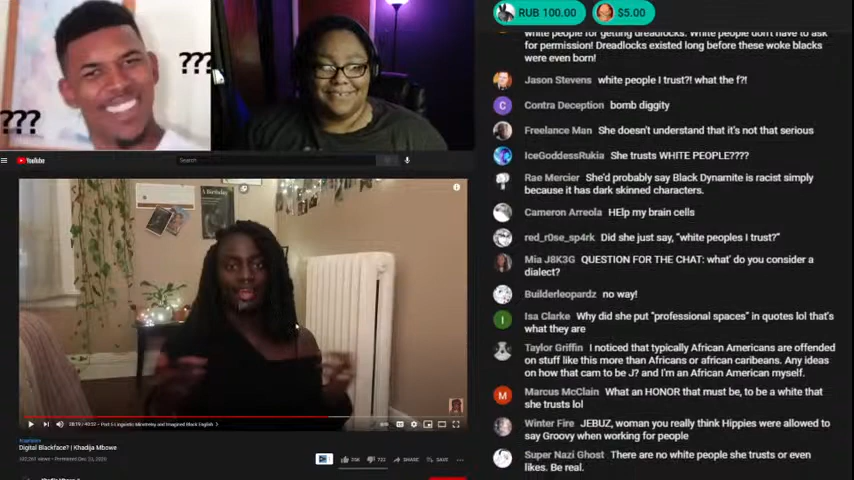 ???
???
RUB 100.00
$5.00
white people for getting dreadlocks. White people don't have to ask
for permission! Dreadlocks existed long before these woke blacks
were even born!
Jason Stevens white people I trust?! what the f?!
C
Contra Deception bomb diggity
Freelance Man She doesn't understand that it's not that serious
IceGoddessRukia She trusts WHITE PEOPLE????
Rae Mercier She'd probably say Black Dynamite is racist simply
because it has dark skinned characters.
Cameron Arreola HElp my brain cells
red_r0se_sp4rk Did she just say, "white peoples I trust?"
Mia J8K3G QUESTION FOR THE CHAT: what' do you consider a
dialect?
Builderleopardz no way!
I
Isa Clarke Why did she put "professional spaces" in quotes lol that's
what they are
Taylor Griffin I noticed that typically African Americans are offended
on stuff like this more than Africans or african caribeans. Any ideas
on how that cam to be J? and I'm an African American myself.
M
Marcus McClain What an HONOR that must be, to be a white that
she trusts lol
Winter Fire JEBUZ, woman you really think Hippies were allowed to
say Groovy when working for people
Super Nazi Ghost There are no white people she trusts or even
likes. Be real.
YouTube
Search
Part 5 Linguistic Minstrelsy and Imagined Black English
Digital Blackface? | Khadija Mbowe
SHARE
SAVE